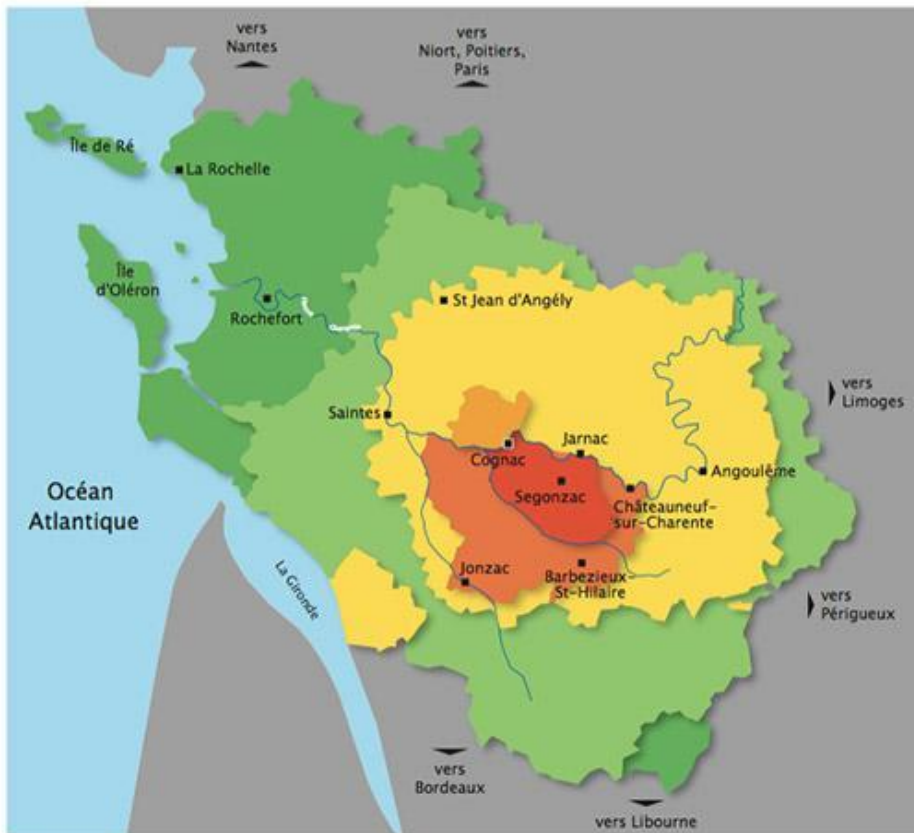 vers
Nantes
vers
Niort, Poitiers,
Paris
Île de Ré
La Rochelle
Île
d'Oléron
Rochefort
St Jean d'Angély
vers
Limoges
Saintes
Cognac
Jarnac
Angoulême
Segonzac
Châteauneuf-
sur-Charente
Océan
Atlantique
La Gironde
Jonzac
Barbezieux-
St-Hilaire
vers
Périgueux
vers
Bordeaux
vers Libourne